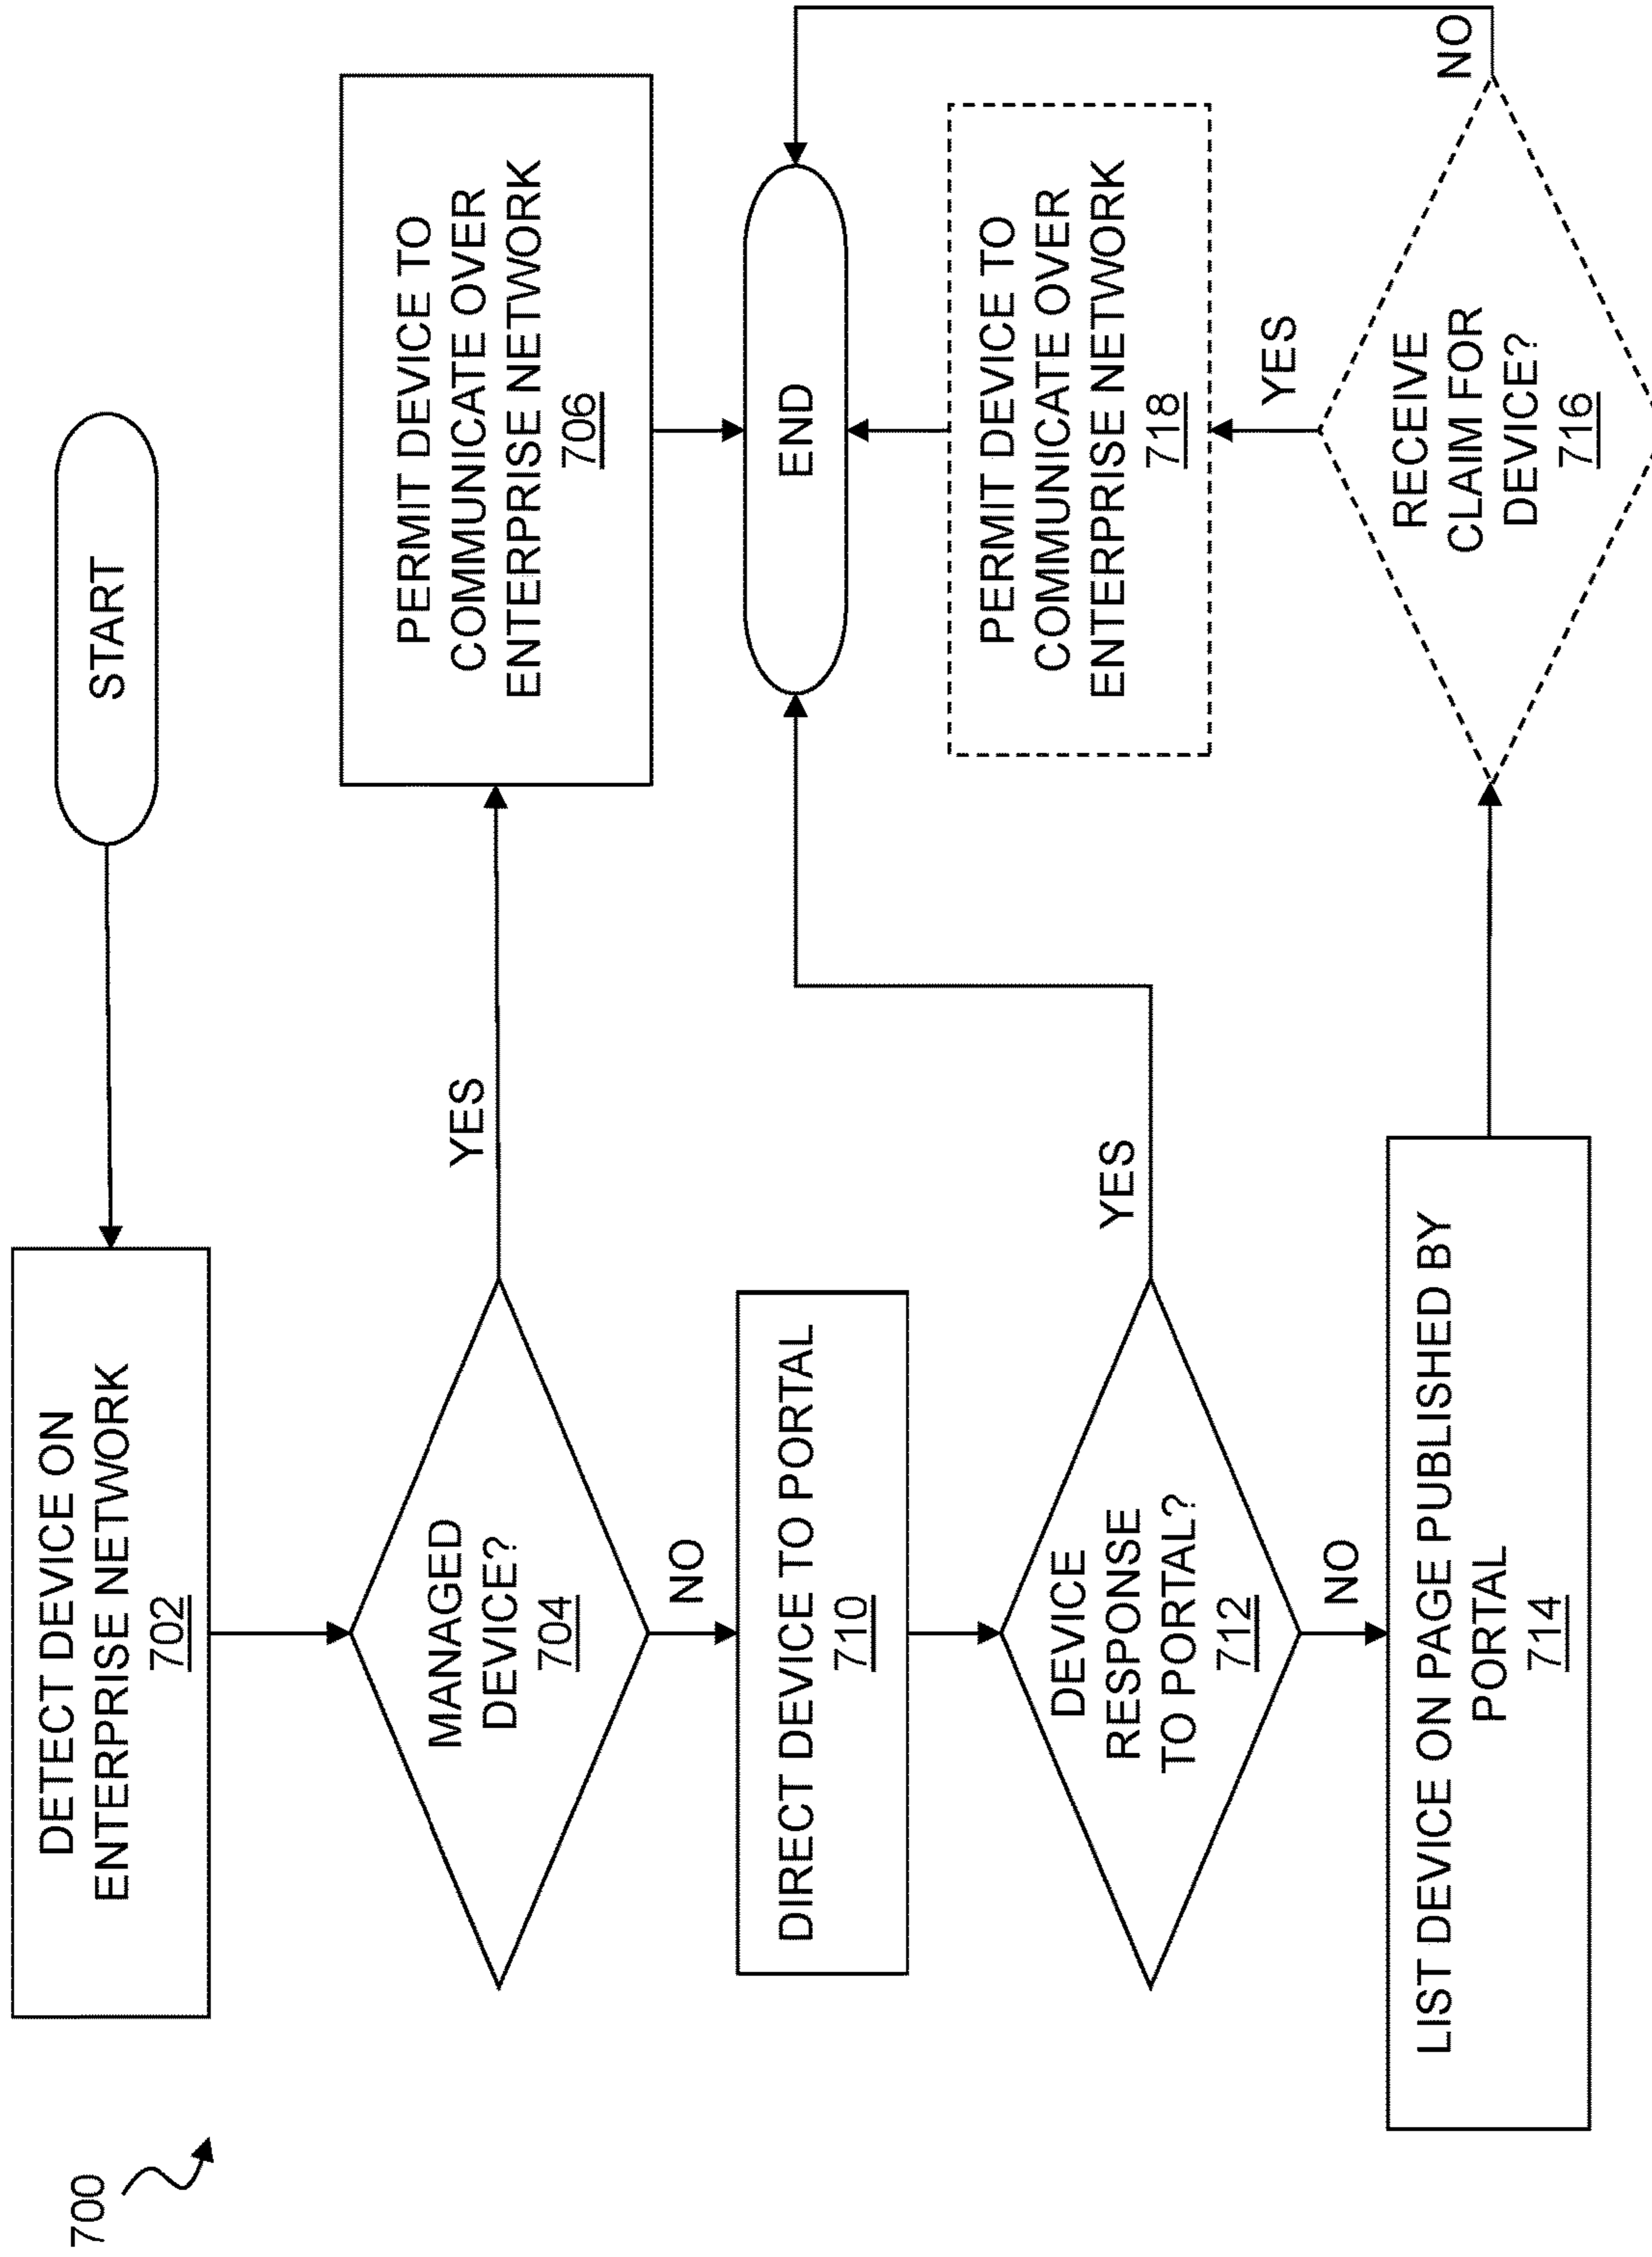 700
START
DETECT DEVICE ON
ENTERPRISE NETWORK
702
MANAGED
DEVICE?
704
YES
PERMIT DEVICE TO
COMMUNICATE OVER
ENTERPRISE NETWORK
706
NO
DIRECT DEVICE TO PORTAL
710
END
DEVICE
RESPONSE
TO PORTAL?
712
YES
PERMIT DEVICE TO
COMMUNICATE OVER
ENTERPRISE NETWORK
718
NO
YES
LIST DEVICE ON PAGE PUBLISHED BY
PORTAL
714
RECEIVE
CLAIM FOR
DEVICE?
716
NO